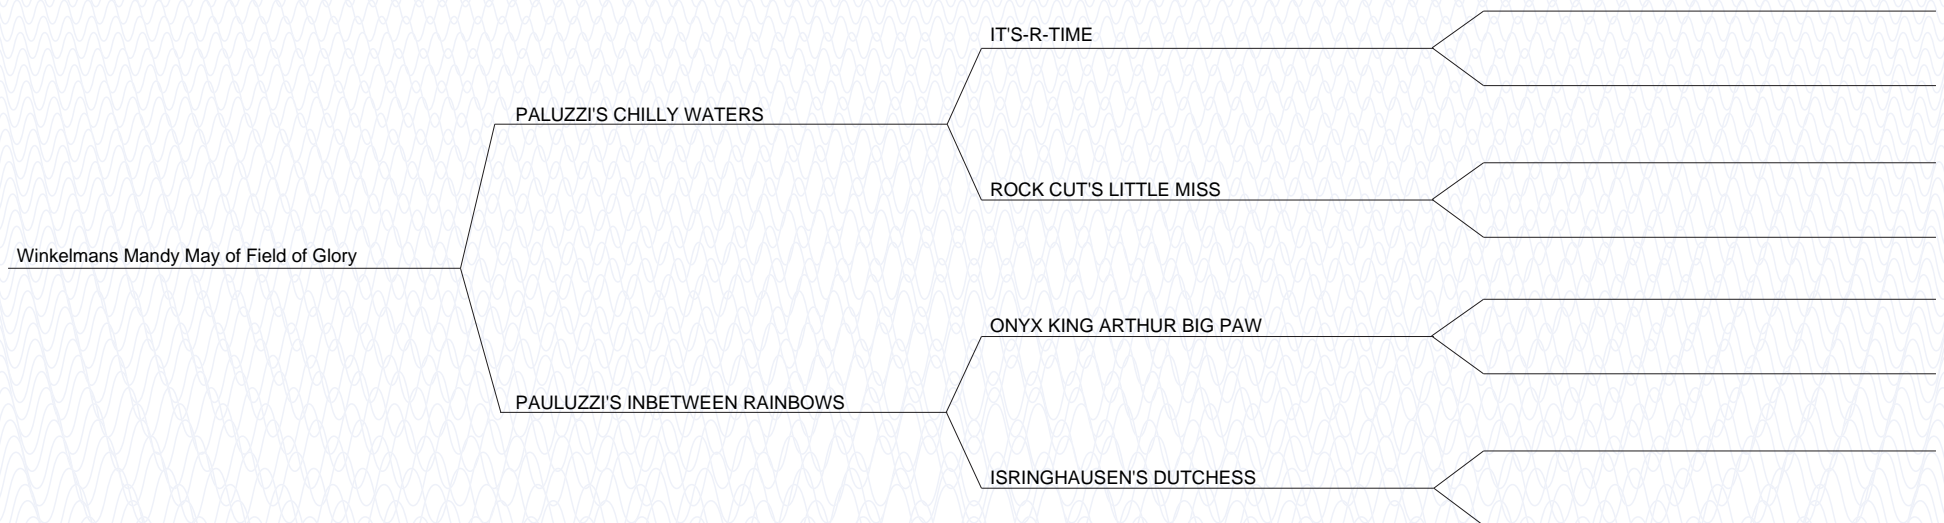 IT'S-R-TIME
PALUZZI'S CHILLY WATERS
ROCK CUT'S LITTLE MISS
Winkelmans Mandy May of Field of Glory
ONYX KING ARTHUR BIG PAW
PAULUZZI'S INBETWEEN RAINBOWS
ISRINGHAUSEN'S DUTCHESS